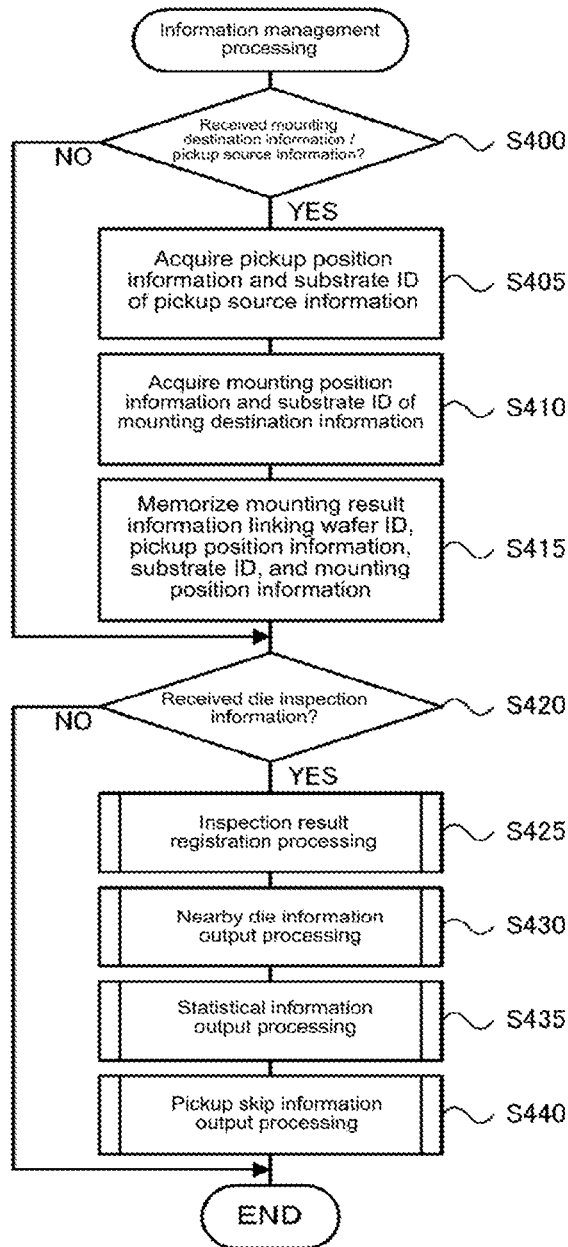 Information management
processing
Received mounting
destination information /
pickup source information?
S400
NO
YES
Acquire pickup position
information and substrate ID
of pickup source information
S405
Acquire mounting position
information and substrate ID of
mounting destination information
S410
Memorize mounting result
information linking wafer ID,
pickup position information,
substrate ID, and mounting
position information
S415
Received die inspection
information?
S420
NO
YES
Inspection result
registration processing
S425
Nearby die information
output processing
S430
Statistical information
output processing
S435
Pickup skip information
output processing
S440
END